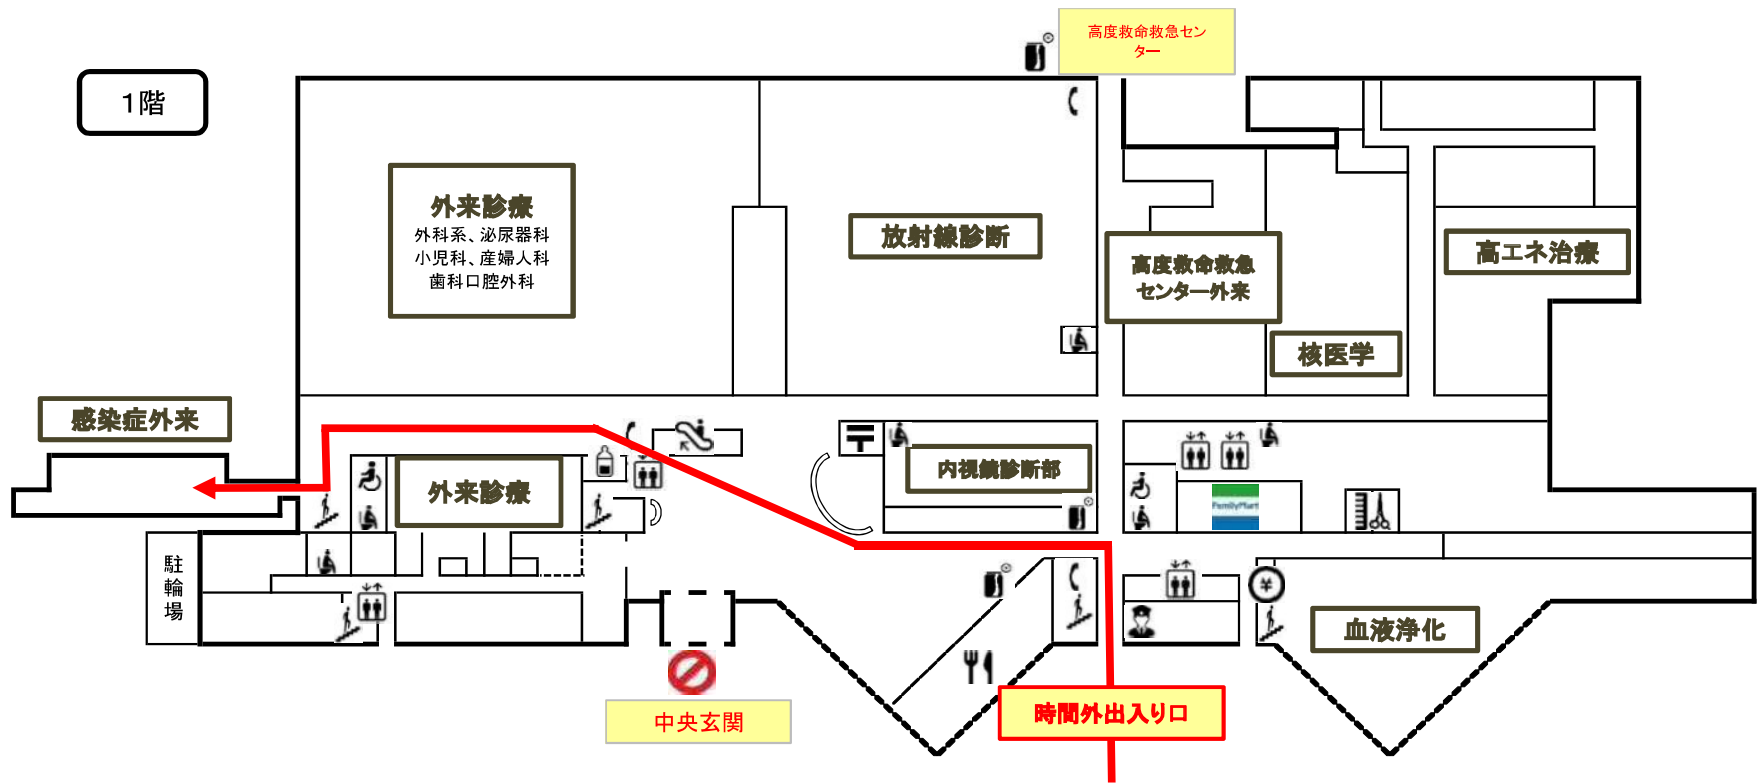 高度救命救急セン
ター
1階
外来診療
外科系、泌尿器科
小児科、産婦人科
歯科口腔外科
放射線診断
高度救命救急
センター外来
高エネ治療
核医学
感染症外来
外来診療
〒
内視鏡診断部
FamilyMart
駐輪場
¥
血液浄化
時間外出入り口
中央玄関